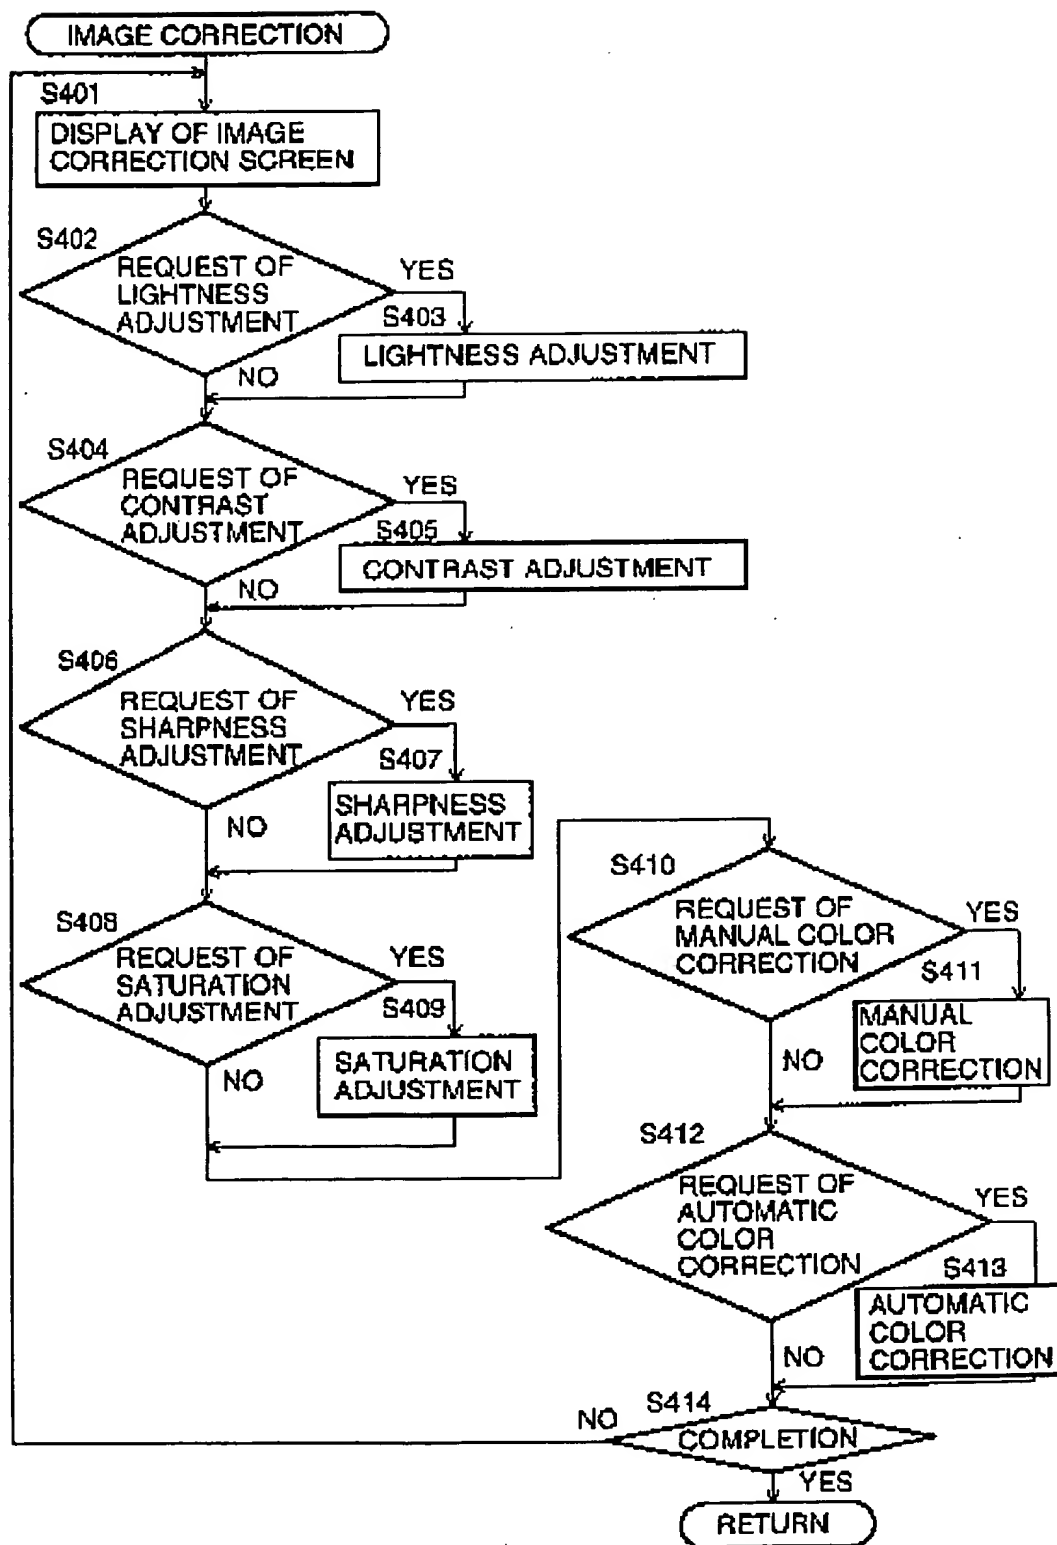 IMAGE CORRECTION
S401
DISPLAY OF IMAGE
CORRECTION SCREEN
S402
REQUEST OF
LIGHTNESS
ADJUSTMENT
YES
S403
LIGHTNESS ADJUSTMENT
NO
S404
REQUEST OF
CONTRAST
ADJUSTMENT
YES
S405
CONTRAST ADJUSTMENT
NO
S406
REQUEST OF
SHARPNESS
ADJUSTMENT
YES
S407
SHARPNESS
ADJUSTMENT
NO
S408
REQUEST OF
SATURATION
ADJUSTMENT
YES
S409
SATURATION
ADJUSTMENT
NO
S410
REQUEST OF
MANUAL COLOR
CORRECTION
YES
S411
MANUAL
COLOR
CORRECTION
NO
S412
REQUEST OF
AUTOMATIC
COLOR
CORRECTION
YES
S413
AUTOMATIC
COLOR
CORRECTION
NO
S414
COMPLETION
NO
YES
RETURN